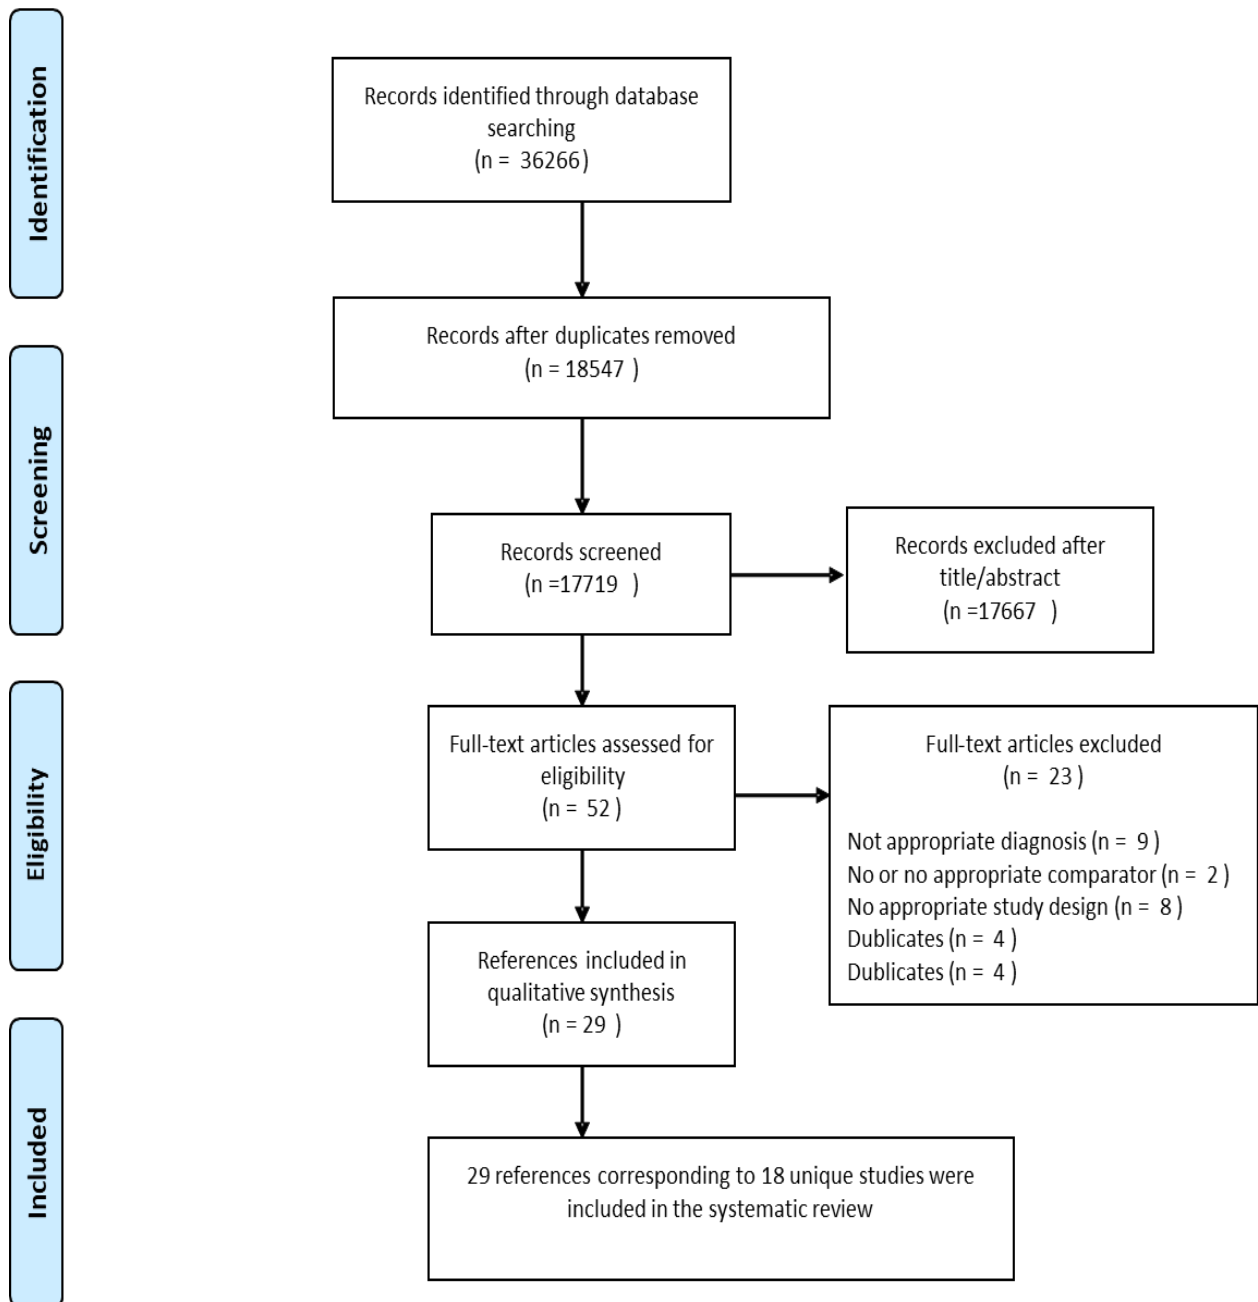 Identification
Records identified through database
searching
(n = 36266)
Records after duplicates removed
(n = 18547 )
Screening
Records screened
(n =17719 )
Records excluded after
title/abstract
(n =17667 )
Eligibility
Full-text articles assessed for
eligibility
(n = 52 )
Full-text articles excluded
(n = 23 )
Not appropriate diagnosis (n = 9 )
No or no appropriate comparator (n = 2 )
No appropriate study design (n = 8 )
Dublicates (n = 4 )
Dublicates (n = 4 )
References included in
qualitative synthesis
(n = 29 )
Included
29 references corresponding to 18 unique studies were
included in the systematic review